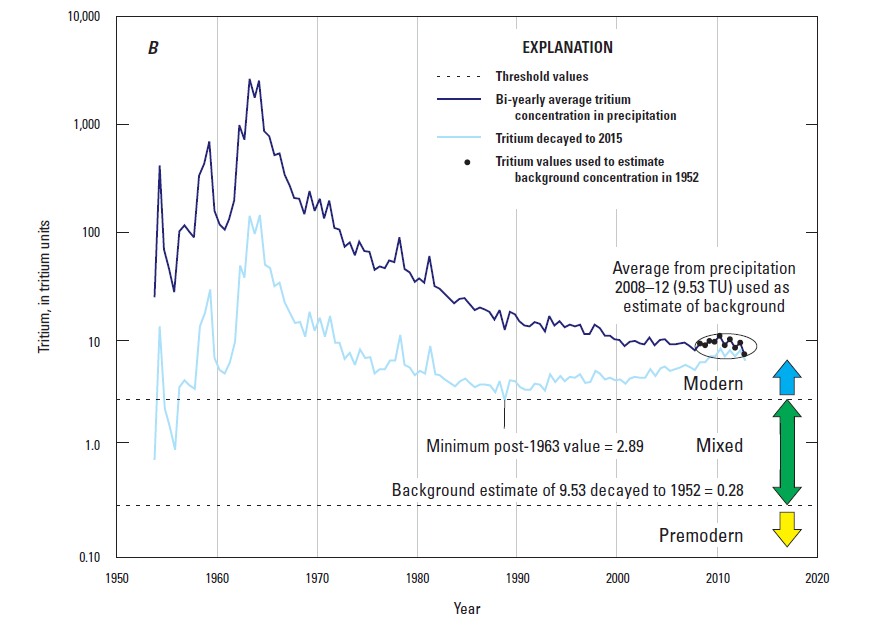 10,000
B
EXPLANATION
Threshold values
Bi-yearly average tritium
concentration in precipitation
Tritium decayed to 2015
Tritium values used to estimate
background concentration in 1952
1,000
100
10
1.0
0.10
Tritium, in tritium units
Average from precipitation
2008–12 (9.53 TU) used as
estimate of background
Modern
Minimum post-1963 value = 2.89
Mixed
Background estimate of 9.53 decayed to 1952 = 0.28
Premodern
1950 1960 1970 1980 1990 2000 2010 2020
Year